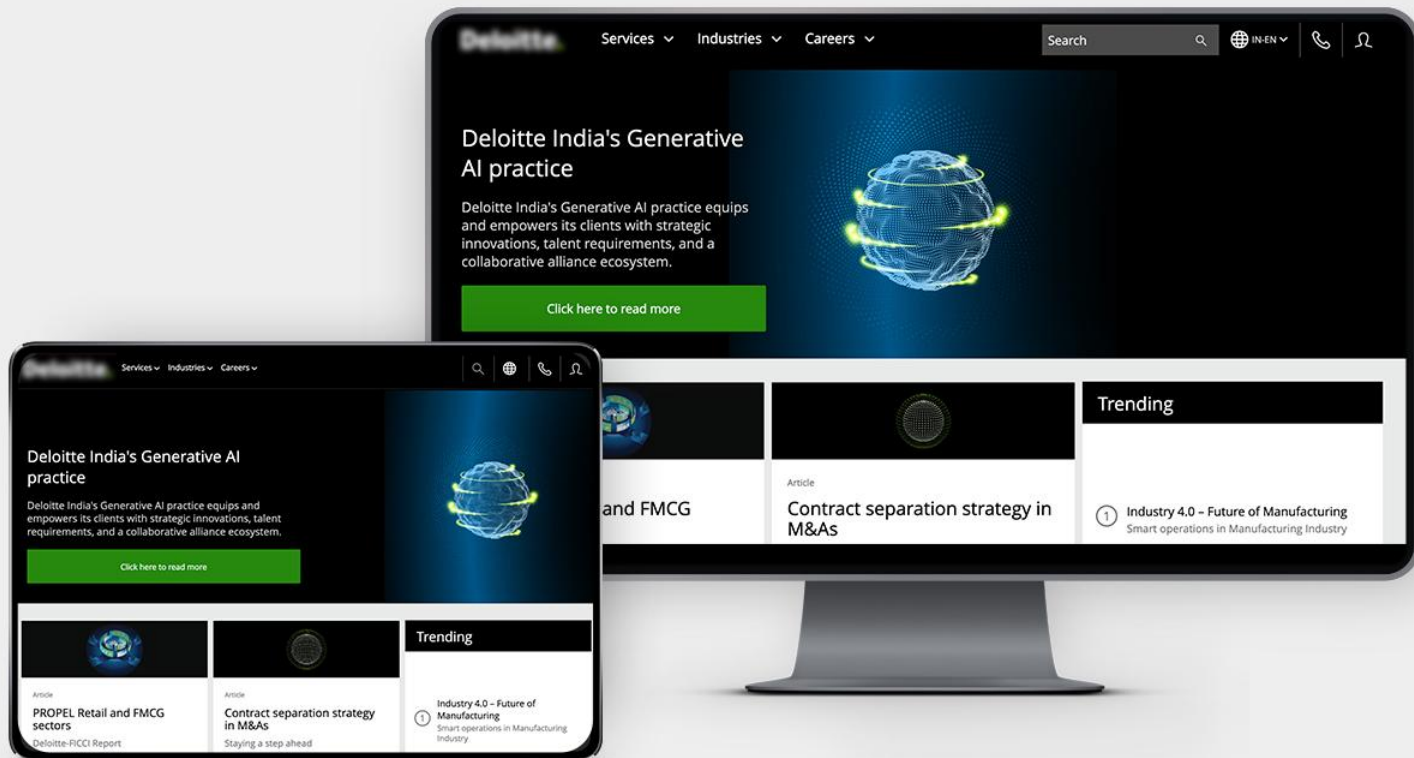 Deloitte.
Services
Industries
Careers
Search
IN-EN
Deloitte India's Generative
AI practice
Deloitte India's Generative AI practice equips
and empowers its clients with strategic
innovations, talent requirements, and a
collaborative alliance ecosystem.
Click here to read more
and FMCG
Article
Contract separation strategy in
M&As
Trending
1
Industry 4.0 – Future of Manufacturing
Smart operations in Manufacturing Industry
Deloitte.
Services
Industries
Careers
Deloitte India's Generative AI
practice
Deloitte India's Generative AI practice equips and
empowers its clients with strategic innovations, talent
requirements, and a collaborative alliance ecosystem.
Click here to read more
Article
PROPEL Retail and FMCG
sectors
Deloitte-FICCI Report
Article
Contract separation strategy
in M&As
Staying a step ahead
Trending
1
Industry 4.0 – Future of
Manufacturing
Smart operations in Manufacturing
Industry